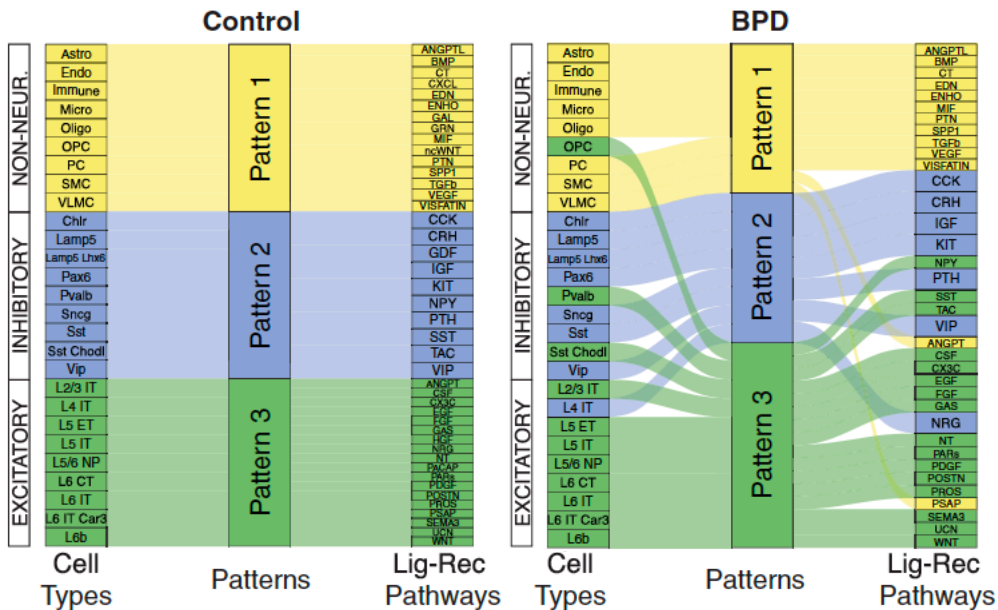 Control
NON-NEUR.
INHIBITORY
EXCITATORY
Astro
Endo
Immune
Micro
Oligo
OPC
PC
SMC
VLMC
Chlr
Lamp5
Lamp5 Lhx6
Pax6
Pvalb
Sncg
Sst
Sst Chodl
Vip
L2/3 IT
L4 IT
L5 ET
L5 IT
L5/6 NP
L6 CT
L6 IT
L6 IT Car3
L6b
Pattern 1
Pattern 2
Pattern 3
ANGPTL
BMP
CT
CXCL
EDN
ENHO
GAL
GRN
MIF
ncWNT
PTN
SPP1
TGFb
VEGF
VISFATIN
CCK
CRH
GDF
IGF
KIT
NPY
PTH
SST
TAC
VIP
ANGPT
CSF
CX3C
EGF
FGF
GAS
HGF
NRG
NT
PACAP
PARs
PDGF
POSTN
PROS
PSAP
SEMA3
UCN
WNT
Cell
Types
Patterns
Lig-Rec
Pathways
BPD
NON-NEUR.
INHIBITORY
EXCITATORY
Astro
Endo
Immune
Micro
Oligo
OPC
PC
SMC
VLMC
Chlr
Lamp5
Lamp5 Lhx6
Pax6
Pvalb
Sncg
Sst
Sst Chodl
Vip
L2/3 IT
L4 IT
L5 ET
L5 IT
L5/6 NP
L6 CT
L6 IT
L6 IT Car3
L6b
Pattern 1
Pattern 2
Pattern 3
ANGPTL
BMP
CT
EDN
ENHO
MIF
PTN
SPP1
TGFb
VEGF
VISFATIN
CCK
CRH
IGF
KIT
NPY
PTH
SST
TAC
VIP
ANGPT
CSF
CX3C
EGF
FGF
GAS
NRG
NT
PARs
PDGF
POSTN
PROS
PSAP
SEMA3
UCN
WNT
Cell
Types
Patterns
Lig-Rec
Pathways